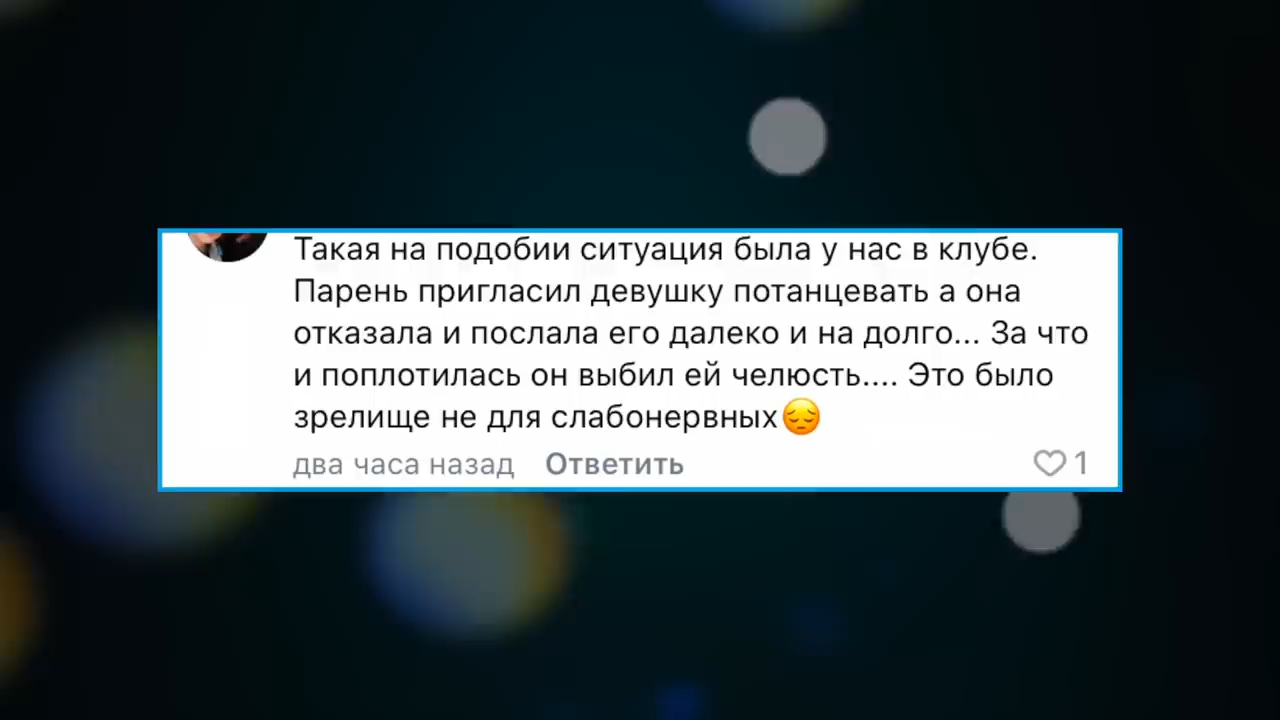 Такая на подобии ситуация была у нас в клубе.
Парень пригласил девушку потанцевать а она
отказала и послала его далеко и на долго... За что
и поплотилась он выбил ей челюсть.... Это было
зрелище не для слабонервных😔
два часа назад Ответить 1